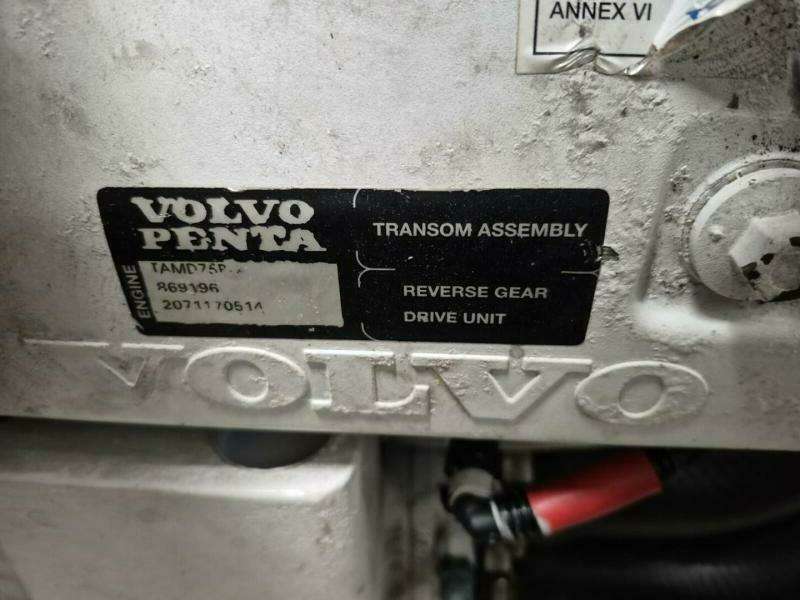 ANNEX VI
VOLVO
PENTA
TRANSOM ASSEMBLY
ENGINE
869196
2071170514
REVERSE GEAR
DRIVE UNIT
VOLVO